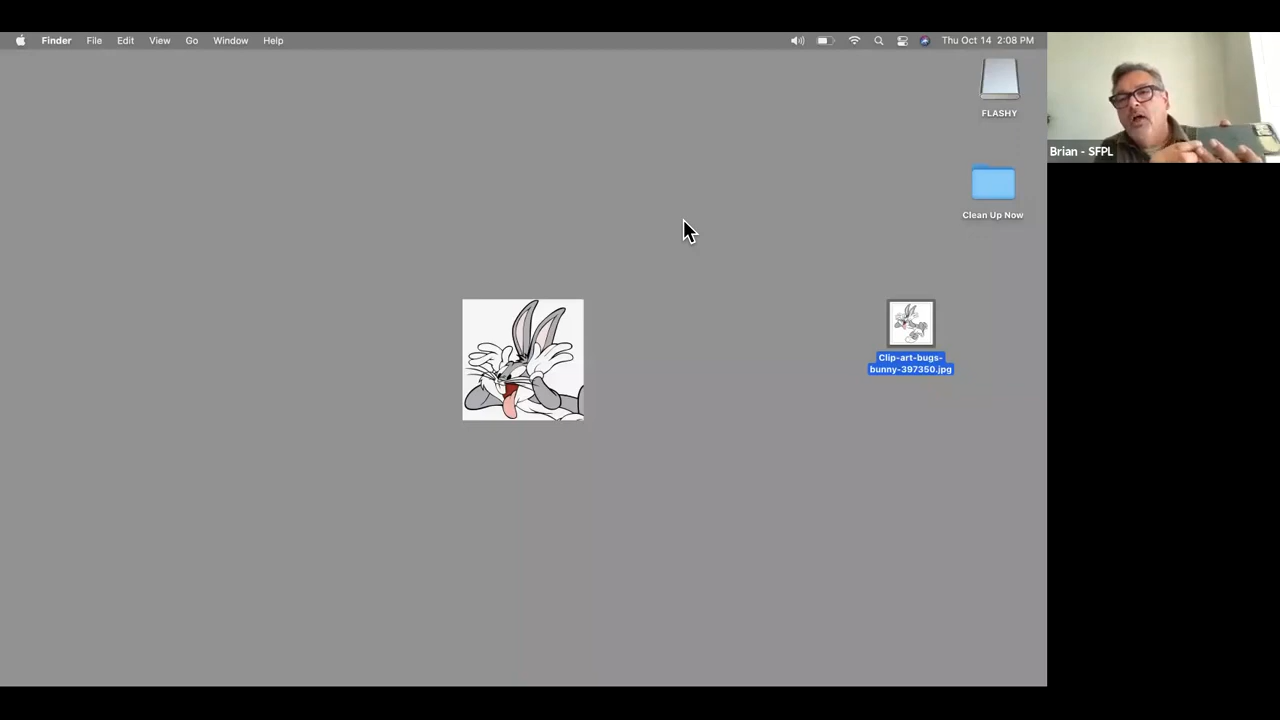 Finder File Edit View Go Window Help Thu Oct 14 2:08 PM
FLASHY
Brian - SFPL
Clean Up Now
Clip-art-bugs-
bunny-397350.jpg